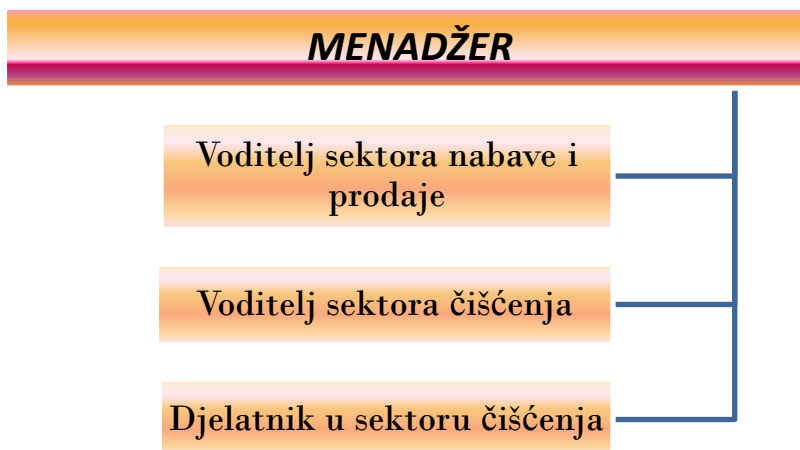 MENADŽER
Voditelj sektora nabave i
prodaje
Voditelj sektora čišćenja
Djelatnik u sektoru čišćenja